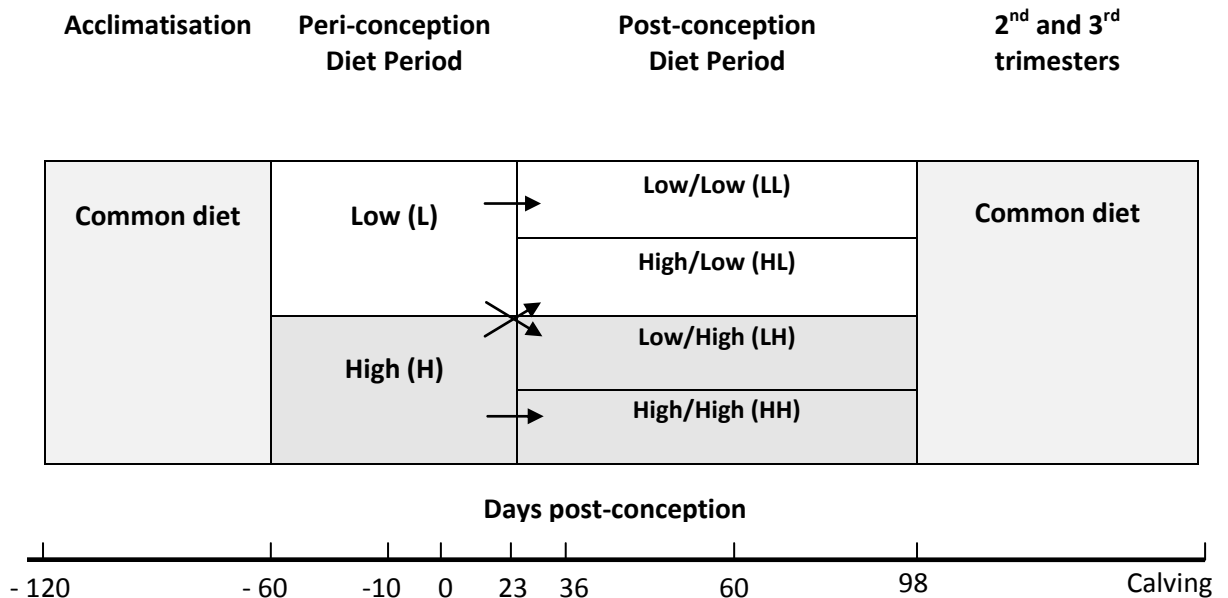 Acclimatisation
Peri-conception
Diet Period
Post-conception
Diet Period
2nd and 3rd
trimesters
Common diet
Low (L)
High (H)
Low/Low (LL)
High/Low (HL)
Low/High (LH)
High/High (HH)
Common diet
Days post-conception
- 120
- 60
-10
0
23
36
60
98
Calving